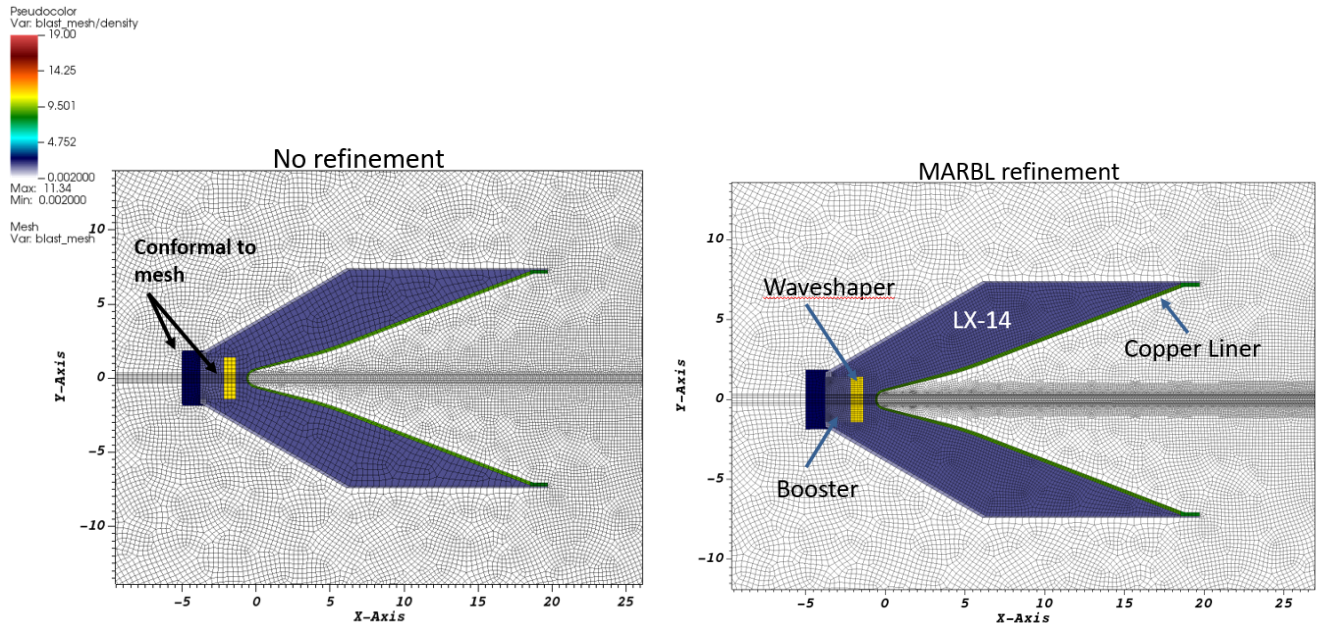 Pseudocolor
Var: blast_mesh/density
19.00
14.25
9.501
4.752
0.002000
Max: 11.34
Min: 0.002000
Mesh
Var: blast_mesh
No refinement
Conformal to
mesh
10
5
0
-5
-10
Y-Axis
-5
0
5
10
15
20
25
X-Axis
MARBL refinement
Waveshaper
LX-14
Copper Liner
Booster
10
5
0
-5
-10
Y-Axis
-5
0
5
10
15
20
25
X-Axis